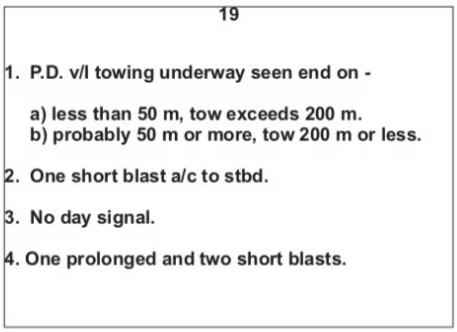 19
1. P.D. v/l towing underway seen end on -
a) less than 50 m, tow exceeds 200 m.
b) probably 50 m or more, tow 200 m or less.
2. One short blast a/c to stbd.
3. No day signal.
4. One prolonged and two short blasts.